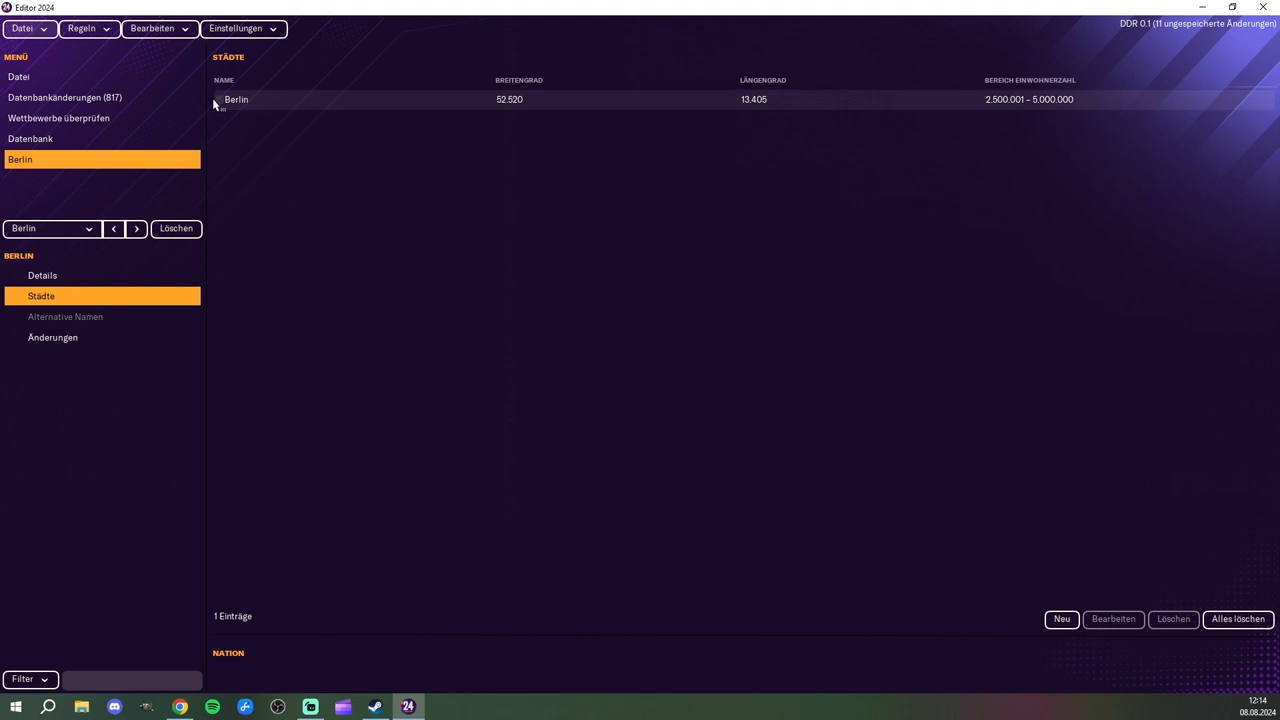 24 Editor 2024
Datei Regeln Bearbeiten Einstellungen DDR 0.1 (11 ungespeicherte Änderungen)
MENÜ
Datei
Datenbankänderungen (817)
Wettbewerbe überprüfen
Datenbank
Berlin
Berlin < > Löschen
BERLIN
Details
Städte
Alternative Namen
Änderungen
Filter
STÄDTE
NAME BREITENGRAD LÄNGENGRAD BEREICH EINWOHNERZAHL
Berlin 52.520 13.405 2.500.001 - 5.000.000
1 Einträge Neu Bearbeiten Löschen Alles löschen
NATION
24
12:14
08.08.2024